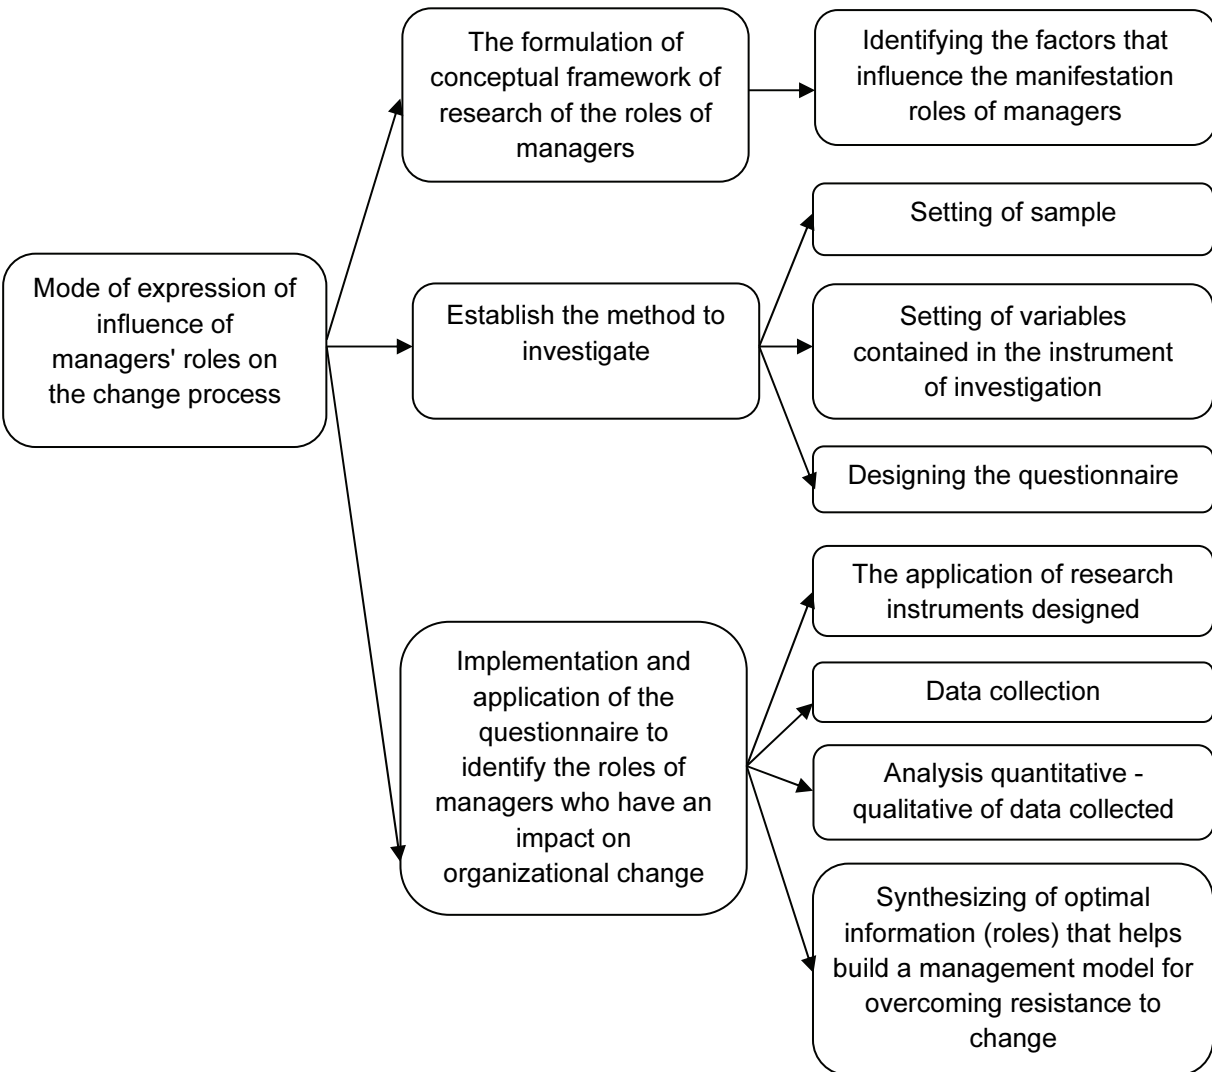 The formulation of
conceptual framework of
research of the roles of
managers
Identifying the factors that
influence the manifestation
roles of managers
Setting of sample
Mode of expression of
influence of
managers' roles on
the change process
Establish the method to
investigate
Setting of variables
contained in the instrument
of investigation
Designing the questionnaire
The application of research
instruments designed
Implementation and
application of the
questionnaire to
identify the roles of
managers who have an
impact on
organizational change
Data collection
Analysis quantitative -
qualitative of data collected
Synthesizing of optimal
information (roles) that helps
build a management model for
overcoming resistance to
change